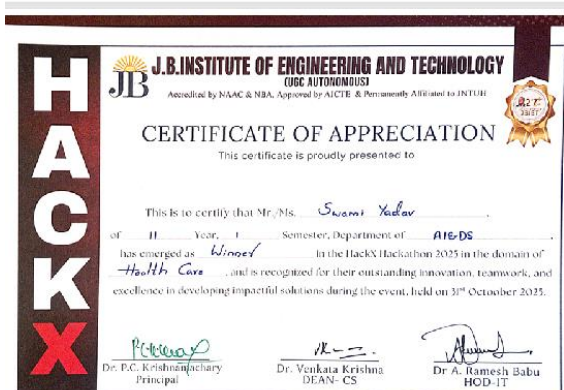 HACKX
JB
J.B.INSTITUTE OF ENGINEERING AND TECHNOLOGY
(UGC AUTONOMOUS)
Accredited by NAAC & NBA, Approved by AICTE & Permanently Affiliated to JNTUH
CERTIFICATE OF APPRECIATION
This certificate is proudly presented to
This is to certify that Mr./Ms. Swami Yadav
of II Year, I Semester, Department of AI&DS
has emerged as Winner in the HackX Hackathon 2025 in the domain of
Health Care, and is recognized for their outstanding innovation, teamwork, and
excellence in developing impactful solutions during the event, held on 31st Octoober 2025.
Dr. P.C. Krishnamachary
Principal
Dr. Venkata Krishna
DEAN- CS
Dr A. Ramesh Babu
HOD-IT